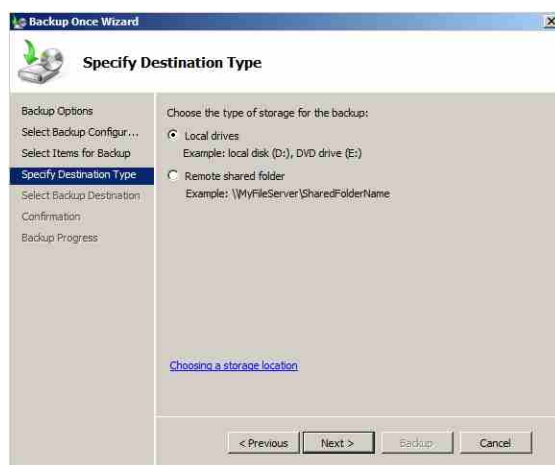 Backup Once Wizard
Specify Destination Type
Backup Options
Select Backup Configur...
Select Items for Backup
Specify Destination Type
Select Backup Destination
Confirmation
Backup Progress
Choose the type of storage for the backup:
Local drives
Example: local disk (D:), DVD drive (E:)
Remote shared folder
Example: \\MyFileServer\SharedFolderName
Choosing a storage location
< Previous Next > Backup Cancel